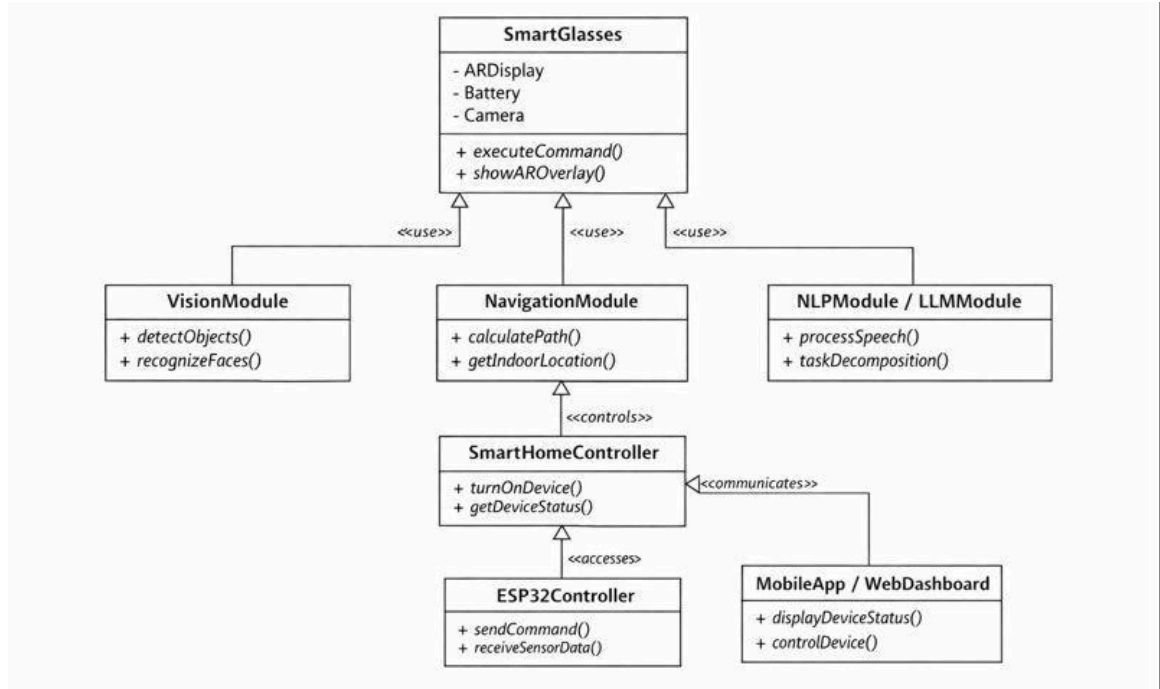 SmartGlasses
- ARDisplay
- Battery
- Camera
+ executeCommand()
+ showAROverlay()
<<use>>
<<use>>
<<use>>
VisionModule
+ detectObjects()
+ recognizeFaces()
NavigationModule
+ calculatePath()
+ getIndoorLocation()
NLPModule / LLMModule
+ processSpeech()
+ taskDecomposition()
<<controls>>
SmartHomeController
+ turnOnDevice()
+ getDeviceStatus()
<<communicates>>
<<accesses>
ESP32Controller
+ sendCommand()
+ receiveSensorData()
MobileApp / WebDashboard
+ displayDeviceStatus()
+ controlDevice()